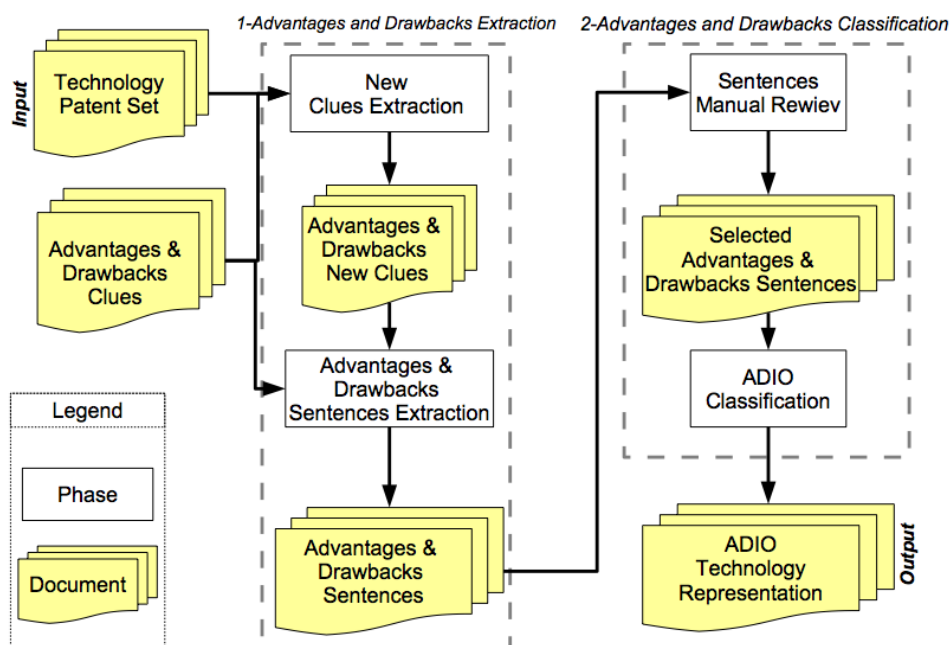 1-Advantages and Drawbacks Extraction
2-Advantages and Drawbacks Classification
Input
Technology
Patent Set
Advantages &
Drawbacks
Clues
New
Clues Extraction
Advantages &
Drawbacks
New Clues
Advantages &
Drawbacks
Sentences Extraction
Advantages &
Drawbacks
Sentences
Sentences
Manual Rewiev
Selected
Advantages &
Drawbacks Sentences
ADIO
Classification
ADIO
Technology
Representation
Output
Legend
Phase
Document